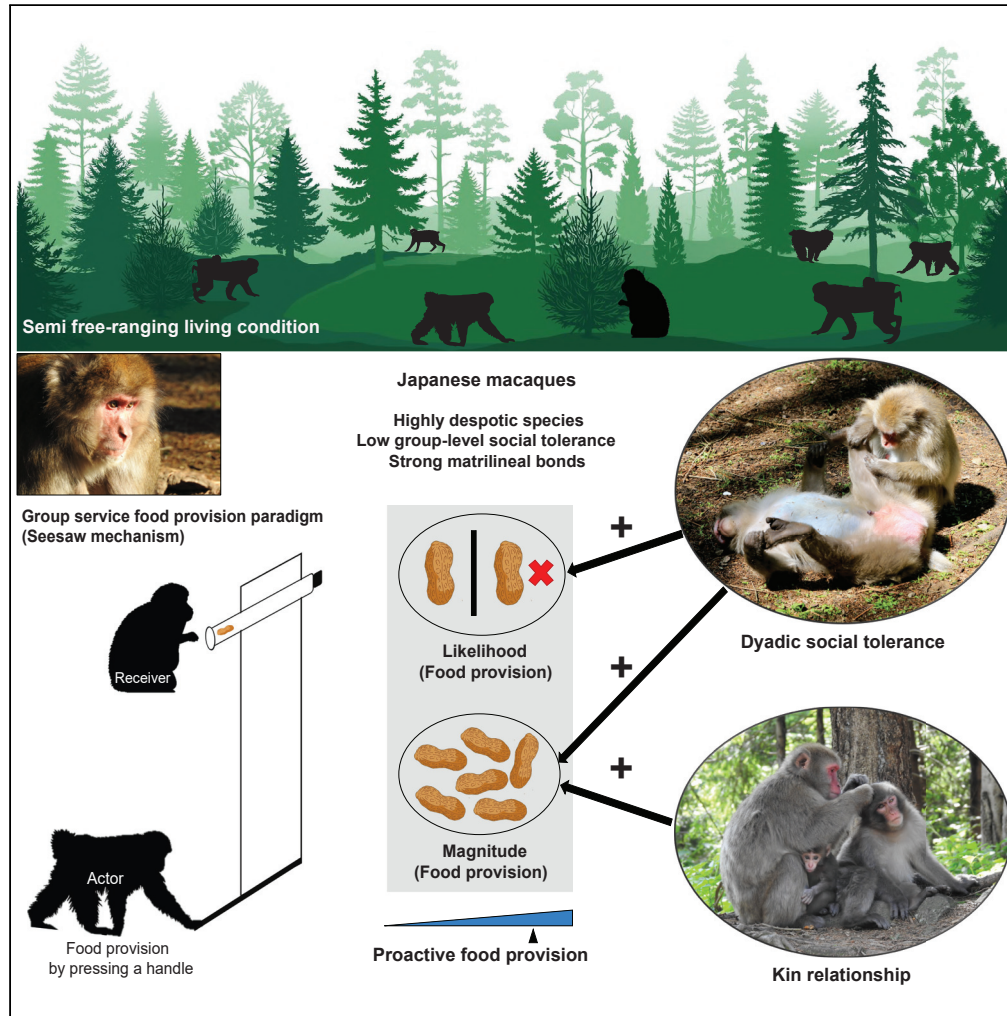 Semi free-ranging living condition
Japanese macaques
Highly despotic species
Low group-level social tolerance
Strong matrilineal bonds
Group service food provision paradigm
(Seesaw mechanism)
Receiver
Actor
Food provision
by pressing a handle
+
Likelihood
(Food provision)
+
Magnitude
(Food provision)
+
Proactive food provision
Dyadic social tolerance
Kin relationship